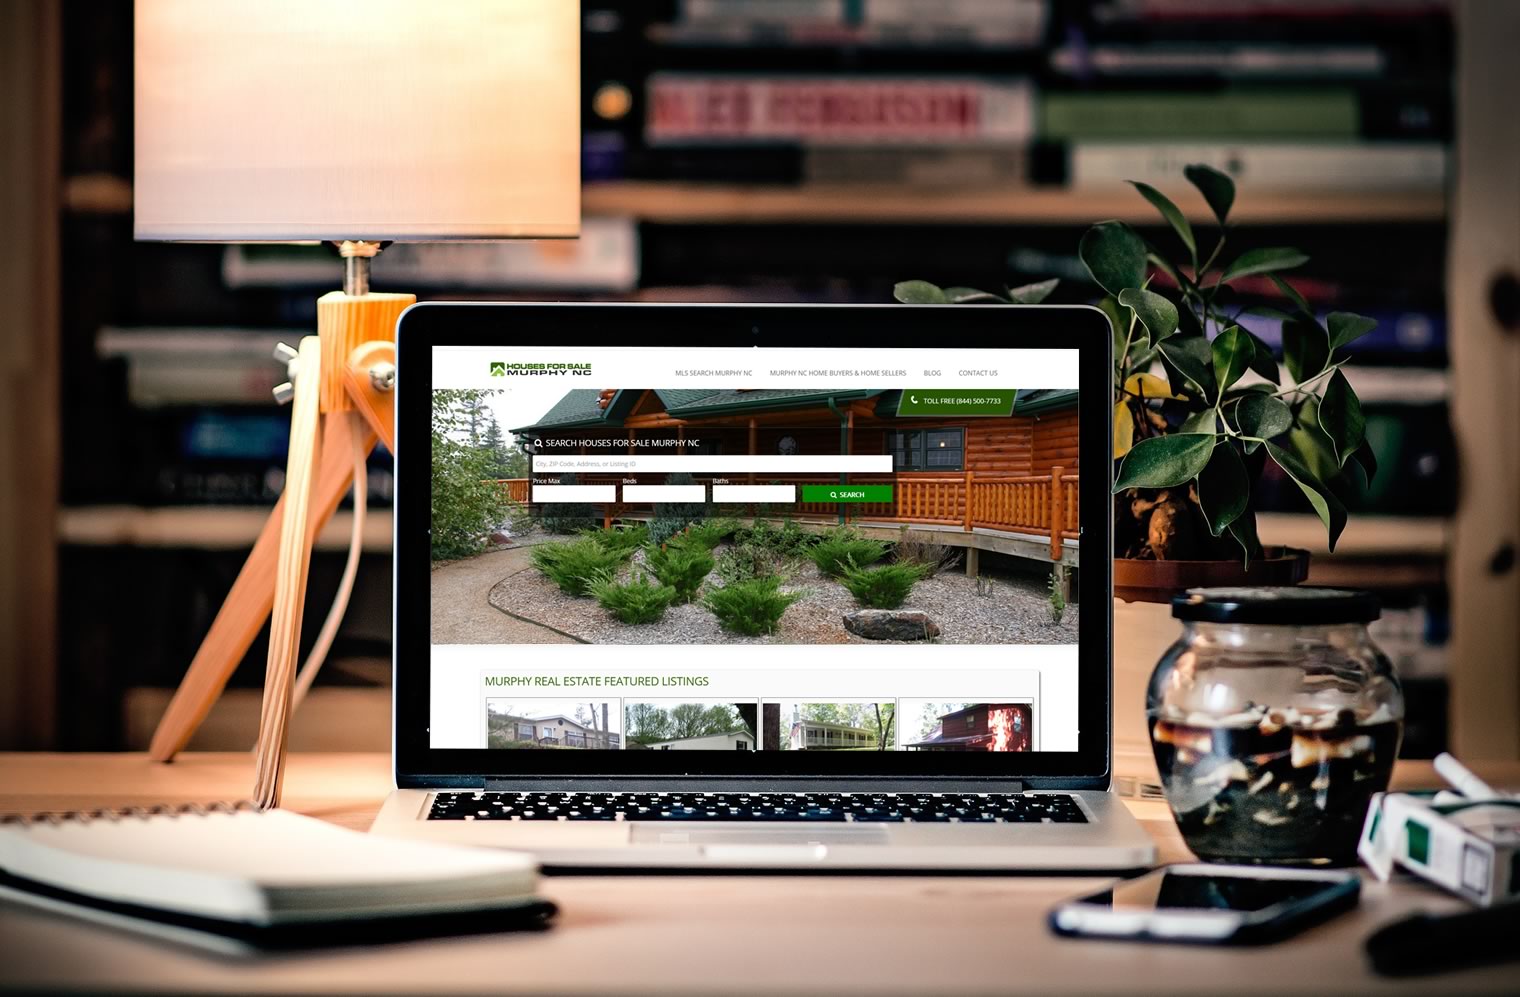 ALEX FERGUSON
HOUSES FOR SALE
MURPHY NC
MLS SEARCH MURPHY NC
MURPHY NC HOME BUYERS & HOME SELLERS
BLOG
CONTACT US
TOLL FREE (844) 500-7733
SEARCH HOUSES FOR SALE MURPHY NC
City, ZIP Code, Address, or Listing ID
Price Max
Beds
Baths
SEARCH
MURPHY REAL ESTATE FEATURED LISTINGS